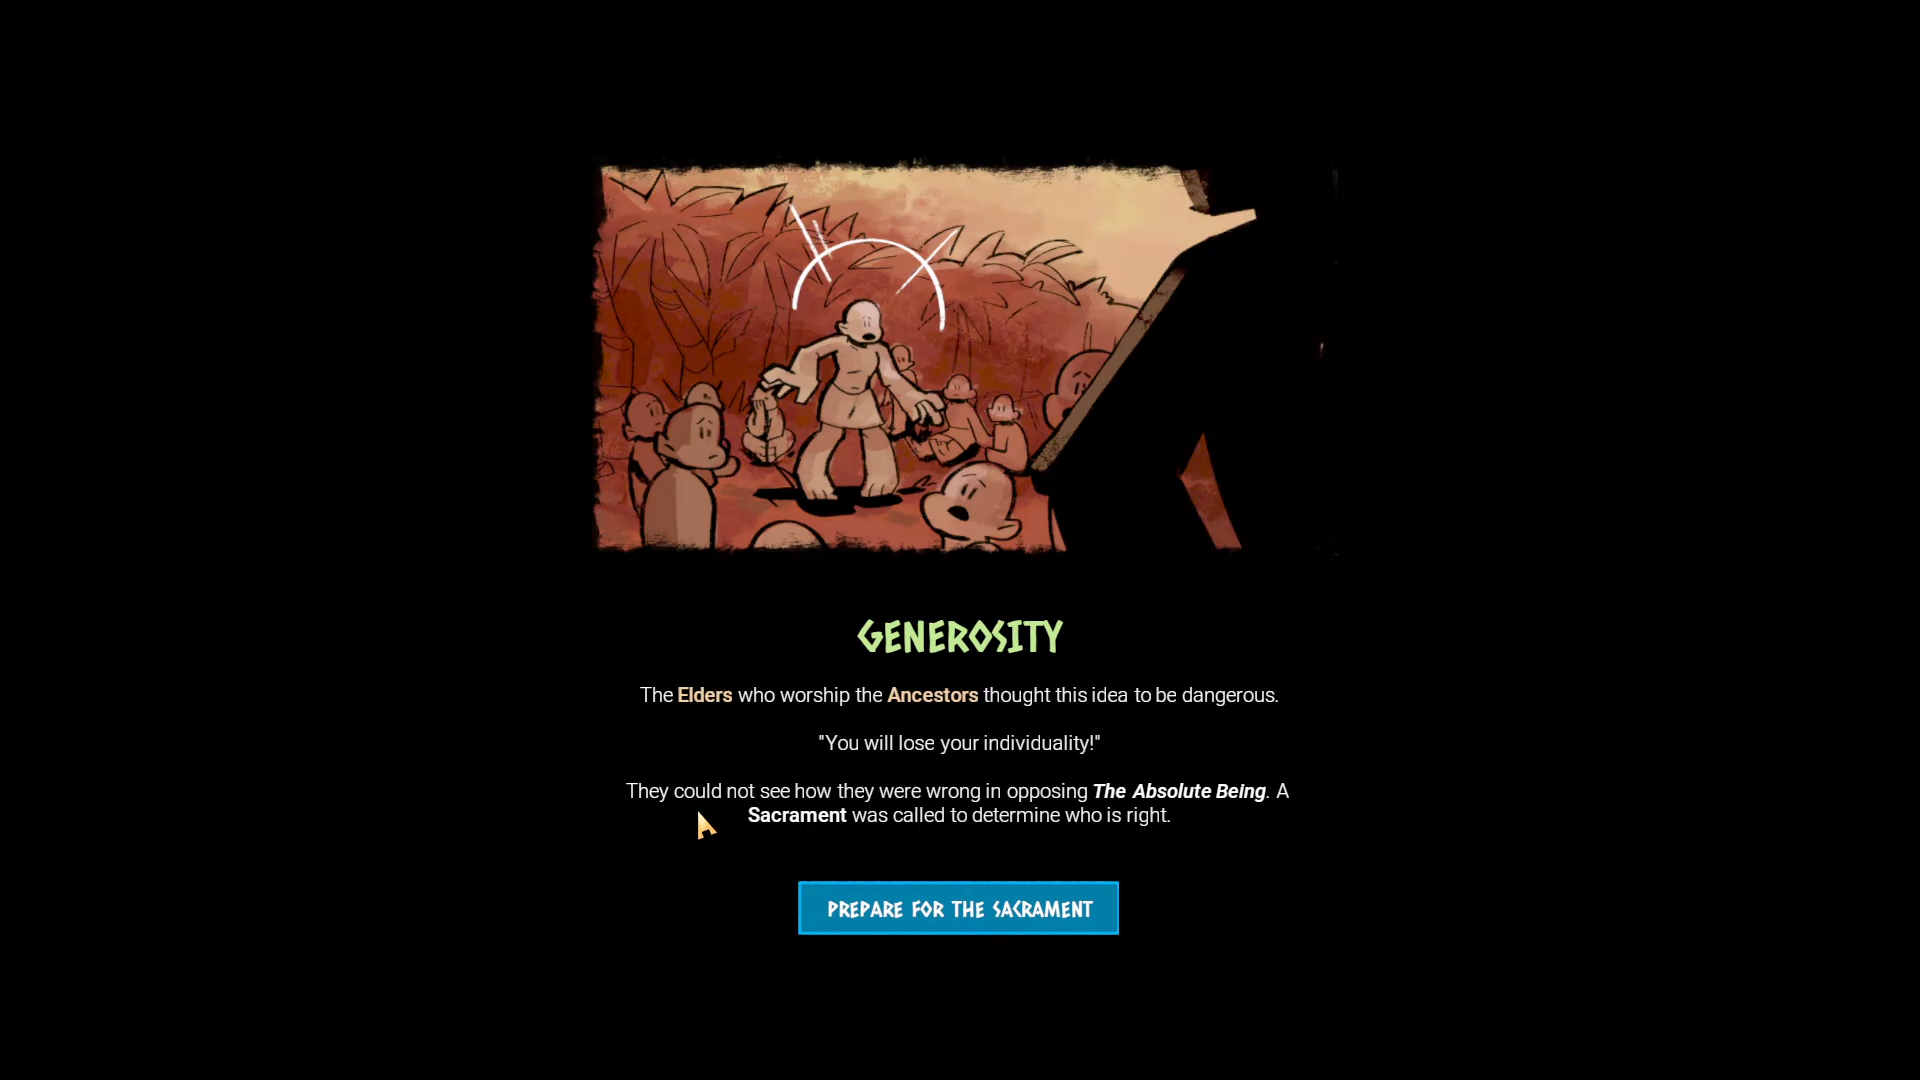 GENEROSITY
The Elders who worship the Ancestors thought this idea to be dangerous.
"You will lose your individuality!"
They could not see how they were wrong in opposing The Absolute Being. A
Sacrament was called to determine who is right.
PREPARE FOR THE SACRAMENT